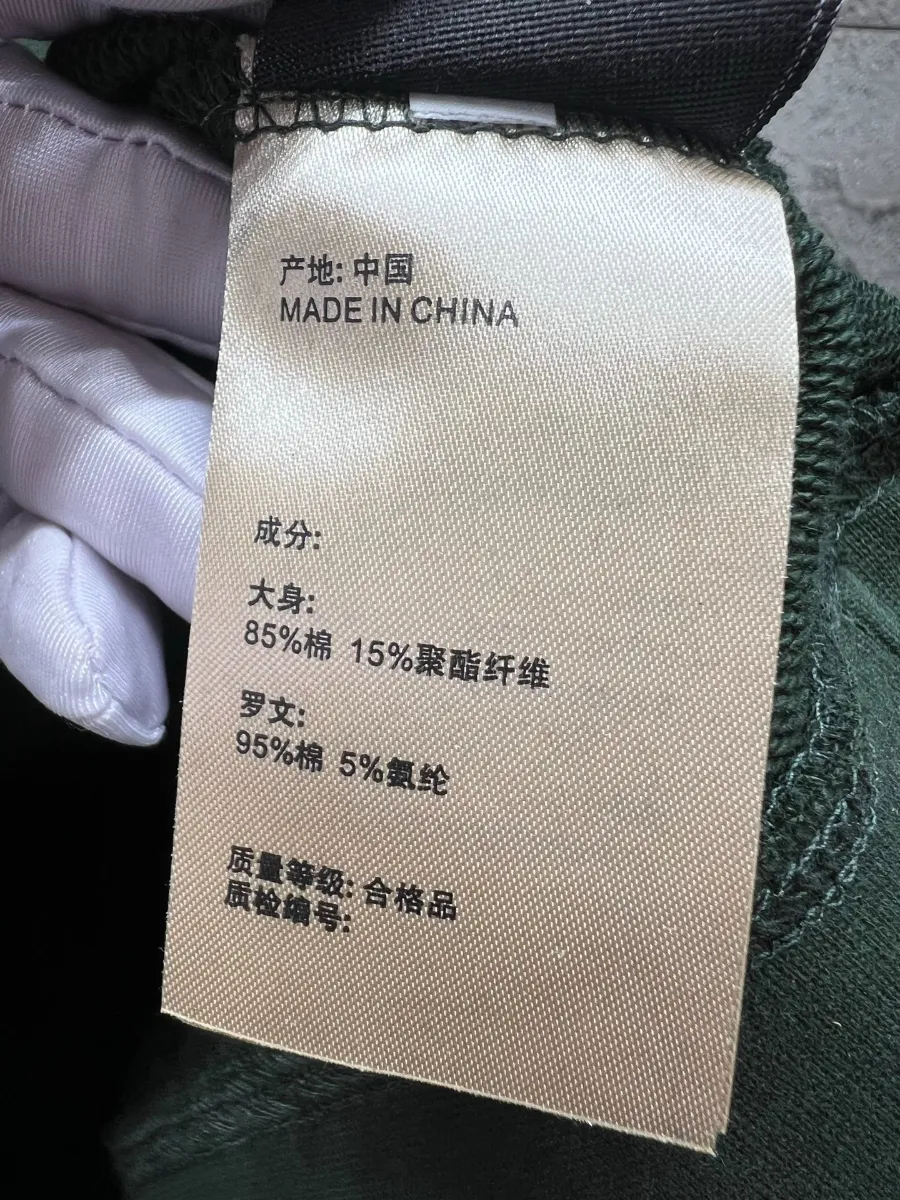 产地: 中国
MADE IN CHINA
成分:
大身:
85%棉 15%聚酯纤维
罗文:
95%棉 5%氨纶
质量等级: 合格品
质检编号: